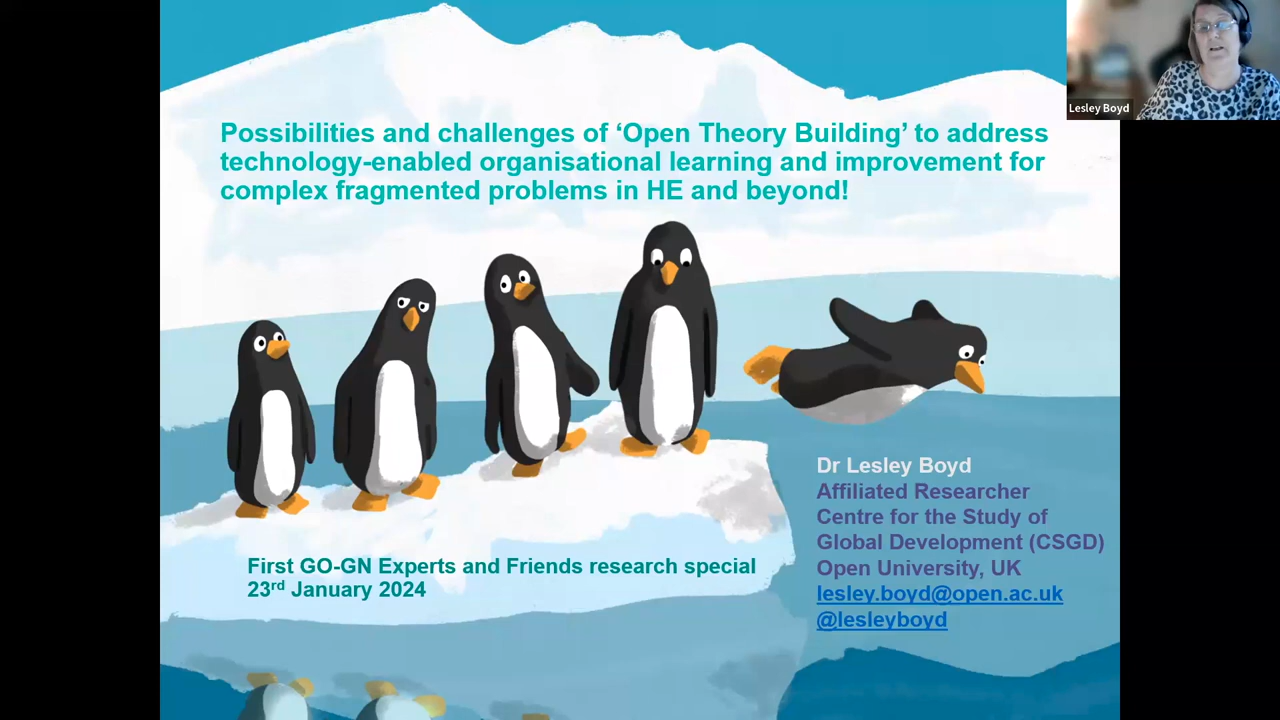 Possibilities and challenges of ‘Open Theory Building’ to address
technology-enabled organisational learning and improvement for
complex fragmented problems in HE and beyond!
Lesley Boyd
Dr Lesley Boyd
Affiliated Researcher
Centre for the Study of
Global Development (CSGD)
Open University, UK
lesley.boyd@open.ac.uk
@lesleyboyd
First GO-GN Experts and Friends research special
23rd January 2024